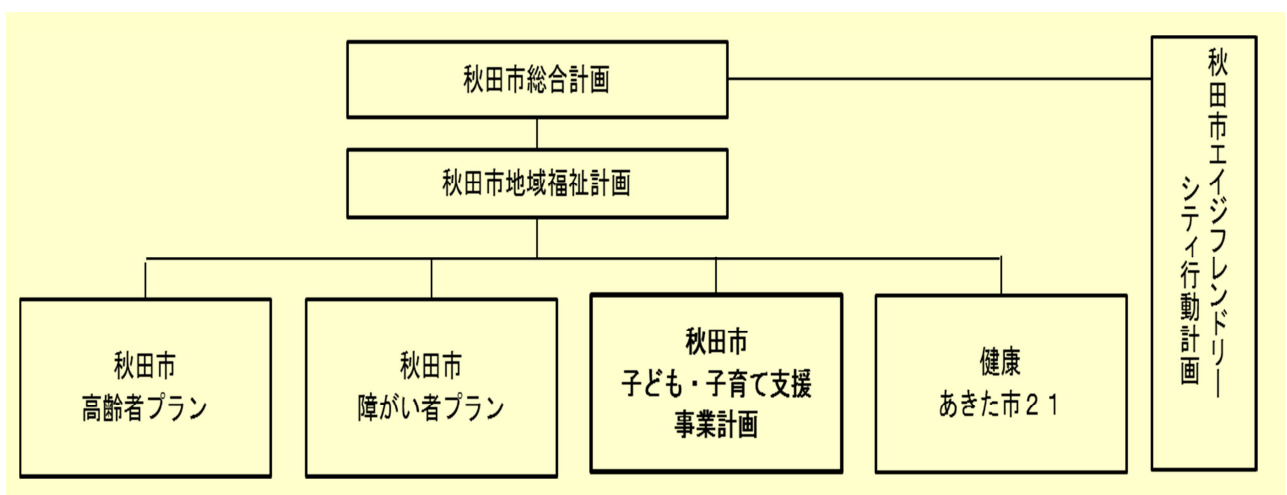 秋田市総合計画
秋田市地域福祉計画
秋田市
高齢者プラン
秋田市
障がい者プラン
秋田市
子ども・子育て支援
事業計画
健康
あきた市２１
秋田市エイジフレンドリー
シティ行動計画